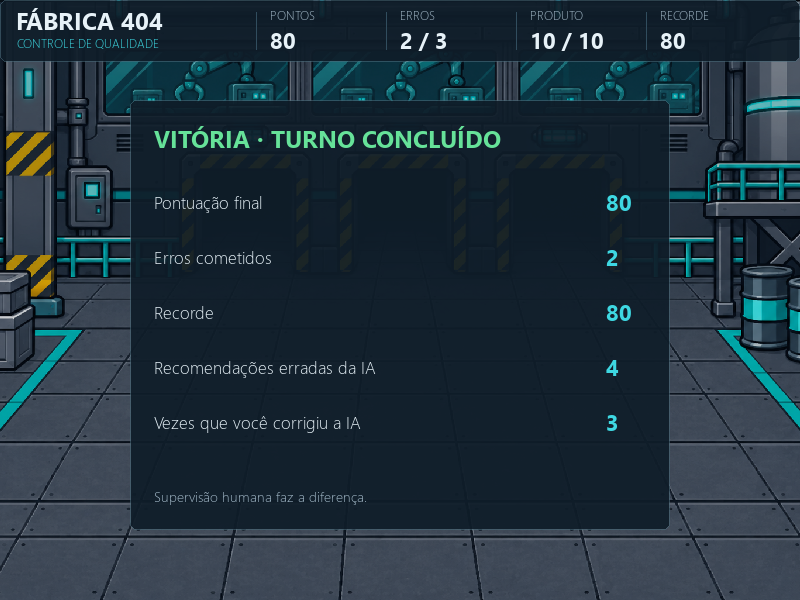 FÁBRICA 404
CONTROLE DE QUALIDADE
PONTOS
80
ERROS
2 / 3
PRODUTO
10 / 10
RECORDE
80
VITÓRIA · TURNO CONCLUÍDO
Pontuação final 80
Erros cometidos 2
Recorde 80
Recomendações erradas da IA 4
Vezes que você corrigiu a IA 3
Supervisão humana faz a diferença.